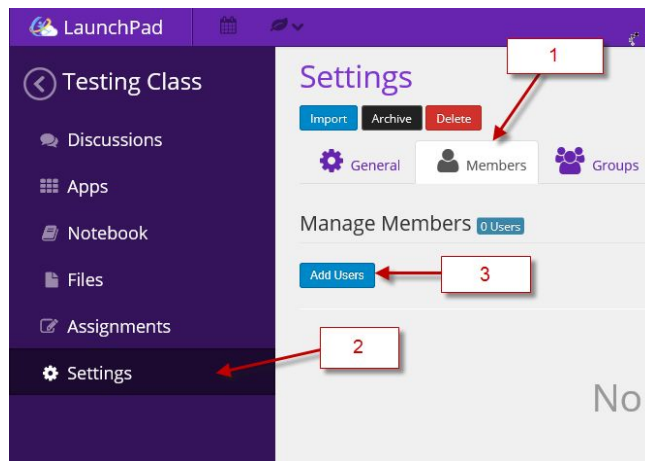 LaunchPad
Testing Class
Discussions
Apps
Notebook
Files
Assignments
Settings
Settings
1
Import Archive Delete
General Members Groups
Manage Members 0 Users
Add Users
3
2
No